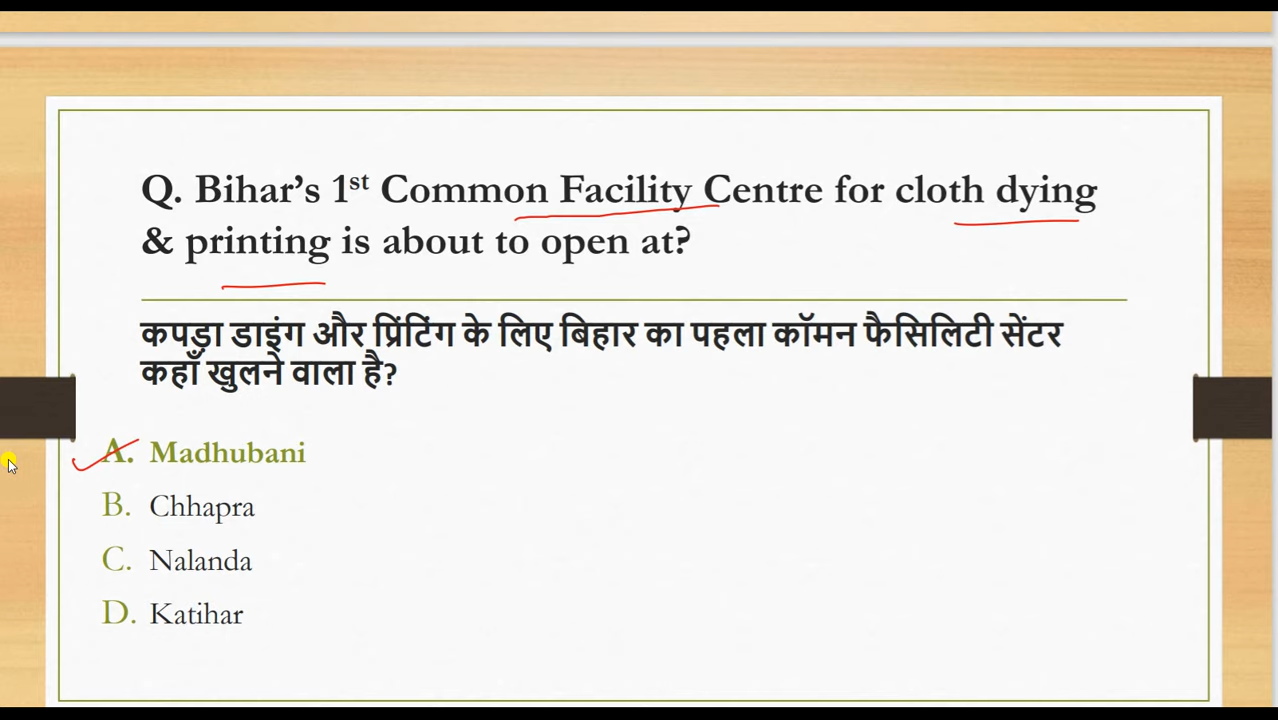 Q. Bihar’s 1st Common Facility Centre for cloth dying
& printing is about to open at?
कपड़ा डाइंग और प्रिंटिंग के लिए बिहार का पहला कॉमन फैसिलिटी सेंटर
कहाँ खुलने वाला है?
A. Madhubani
B. Chhapra
C. Nalanda
D. Katihar